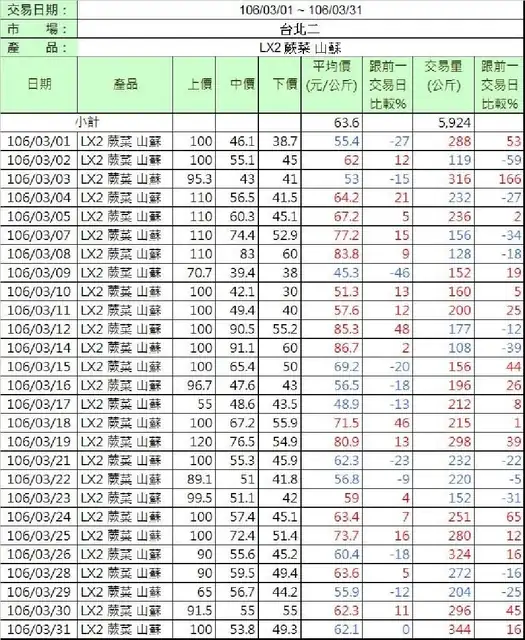 交易日期： 106/03/01 ~ 106/03/31
市 場： 台北二
產 品： LX2 蕨菜 山蘇
日期 產品 上價 中價 下價 平均價 (元/公斤) 跟前一交易日比較% 交易量 (公斤) 跟前一交易日比較%
小計 63.6 5,924
106/03/01 LX2 蕨菜 山蘇 100 46.1 38.7 55.4 -27 288 53
106/03/02 LX2 蕨菜 山蘇 100 55.1 45 62 12 119 -59
106/03/03 LX2 蕨菜 山蘇 95.3 43 41 53 -15 316 166
106/03/04 LX2 蕨菜 山蘇 110 56.5 41.5 64.2 21 232 -27
106/03/05 LX2 蕨菜 山蘇 110 60.3 45.1 67.2 5 236 2
106/03/07 LX2 蕨菜 山蘇 110 74.4 52.9 77.2 15 156 -34
106/03/08 LX2 蕨菜 山蘇 110 83 60 83.8 9 128 -18
106/03/09 LX2 蕨菜 山蘇 70.7 39.4 38 45.3 -46 152 19
106/03/10 LX2 蕨菜 山蘇 100 42.1 30 51.3 13 160 5
106/03/11 LX2 蕨菜 山蘇 100 49.4 40 57.6 12 200 25
106/03/12 LX2 蕨菜 山蘇 100 90.5 55.2 85.3 48 177 -12
106/03/14 LX2 蕨菜 山蘇 100 91.1 60 86.7 2 108 -39
106/03/15 LX2 蕨菜 山蘇 100 65.4 50 69.2 -20 156 44
106/03/16 LX2 蕨菜 山蘇 96.7 47.6 43 56.5 -18 196 26
106/03/17 LX2 蕨菜 山蘇 55 48.6 43.5 48.9 -13 212 8
106/03/18 LX2 蕨菜 山蘇 100 67.2 55.9 71.5 46 215 1
106/03/19 LX2 蕨菜 山蘇 120 76.5 54.9 80.9 13 298 39
106/03/21 LX2 蕨菜 山蘇 100 55.3 45.9 62.3 -23 232 -22
106/03/22 LX2 蕨菜 山蘇 89.1 51 41.8 56.8 -9 220 -5
106/03/23 LX2 蕨菜 山蘇 99.5 51.1 42 59 4 152 -31
106/03/24 LX2 蕨菜 山蘇 100 57.4 45.1 63.4 7 251 65
106/03/25 LX2 蕨菜 山蘇 100 72.4 51.4 73.7 16 280 12
106/03/26 LX2 蕨菜 山蘇 90 55.6 45.2 60.4 -18 324 16
106/03/28 LX2 蕨菜 山蘇 90 59.5 49.4 63.6 5 272 -16
106/03/29 LX2 蕨菜 山蘇 65 56.7 44.2 55.9 -12 204 -25
106/03/30 LX2 蕨菜 山蘇 91.5 55 55 62.3 11 296 45
106/03/31 LX2 蕨菜 山蘇 100 53.8 49.3 62.1 0 344 16